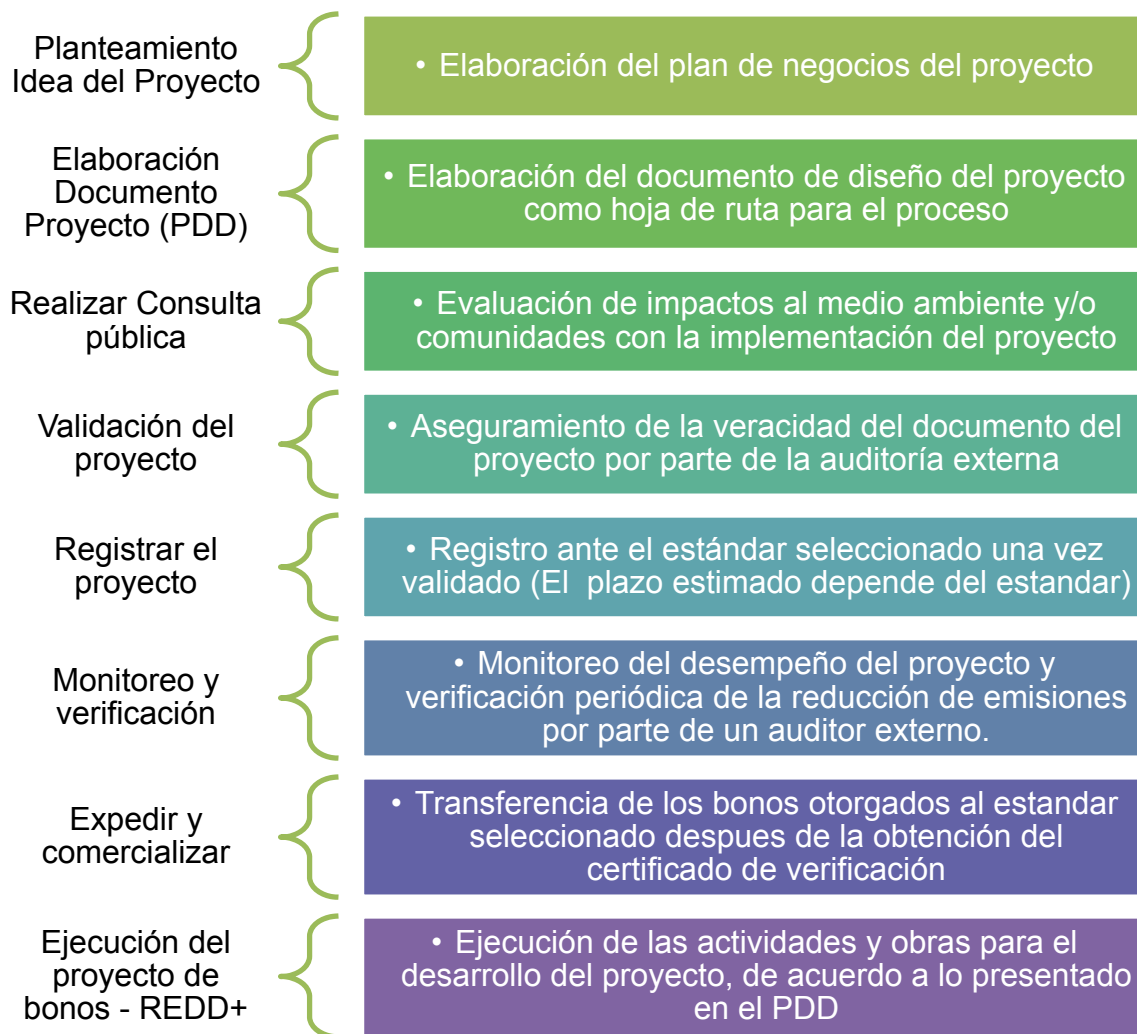 Planteamiento
Idea del Proyecto
• Elaboración del plan de negocios del proyecto
Elaboración
Documento
Proyecto (PDD)
• Elaboración del documento de diseño del proyecto
como hoja de ruta para el proceso
Realizar Consulta
pública
• Evaluación de impactos al medio ambiente y/o
comunidades con la implementación del proyecto
Validación del
proyecto
• Aseguramiento de la veracidad del documento del
proyecto por parte de la auditoría externa
Registrar el
proyecto
• Registro ante el estándar seleccionado una vez
validado (El  plazo estimado depende del estandar)
Monitoreo y
verificación
• Monitoreo del desempeño del proyecto y
verificación periódica de la reducción de emisiones
por parte de un auditor externo.
Expedir y
comercializar
• Transferencia de los bonos otorgados al estandar
seleccionado despues de la obtención del
certificado de verificación
Ejecución del
proyecto de
bonos - REDD+
• Ejecución de las actividades y obras para el
desarrollo del proyecto, de acuerdo a lo presentado
en el PDD